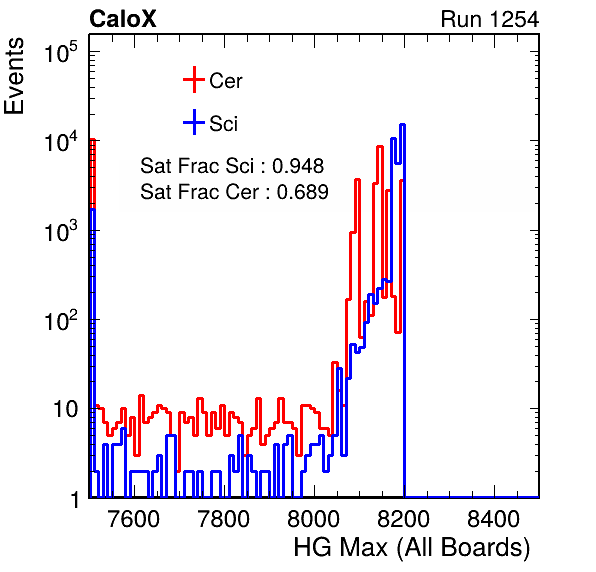 CaloX Run 1254
Events
Cer
Sci
Sat Frac Sci : 0.948
Sat Frac Cer : 0.689
10^5
10^4
10^3
10^2
10
1
7600 7800 8000 8200 8400
HG Max (All Boards)